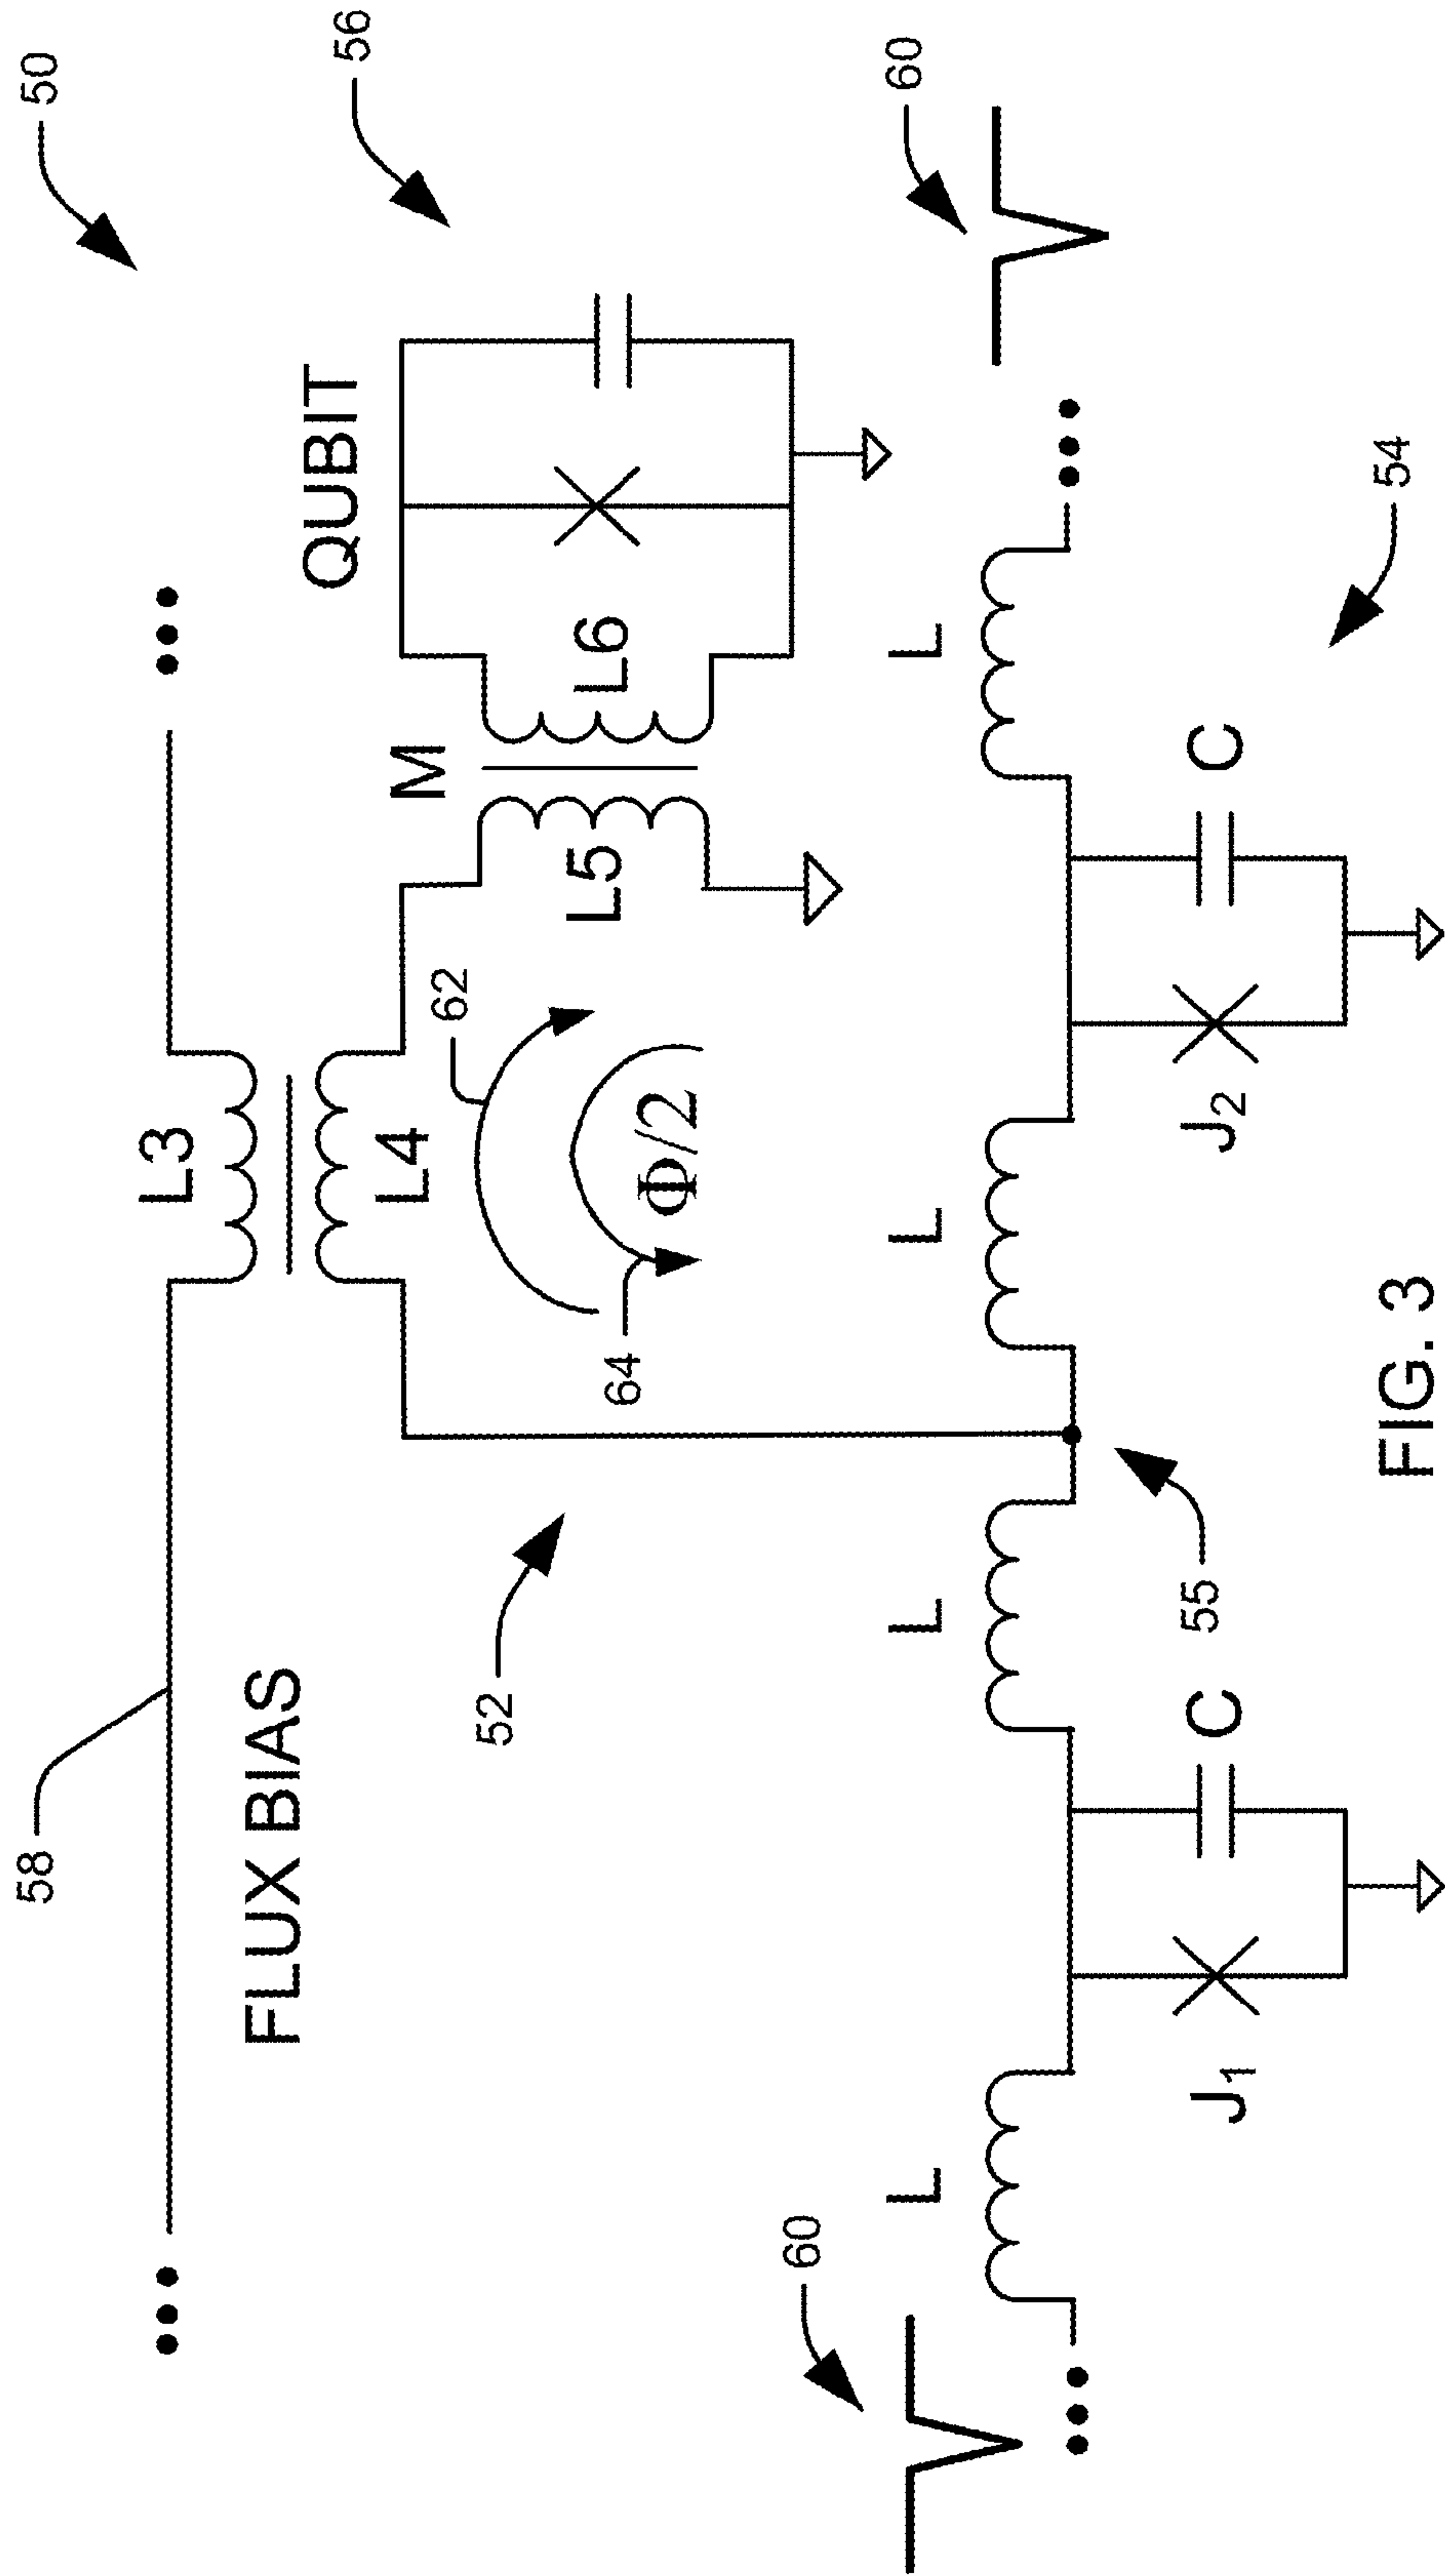 50
58
L3
FLUX BIAS
56
QUBIT
M
L4
62
L5
L6
Φ/2
64
52
60
60
L
L
L
L
55
J1
C
J2
C
54
FIG. 3